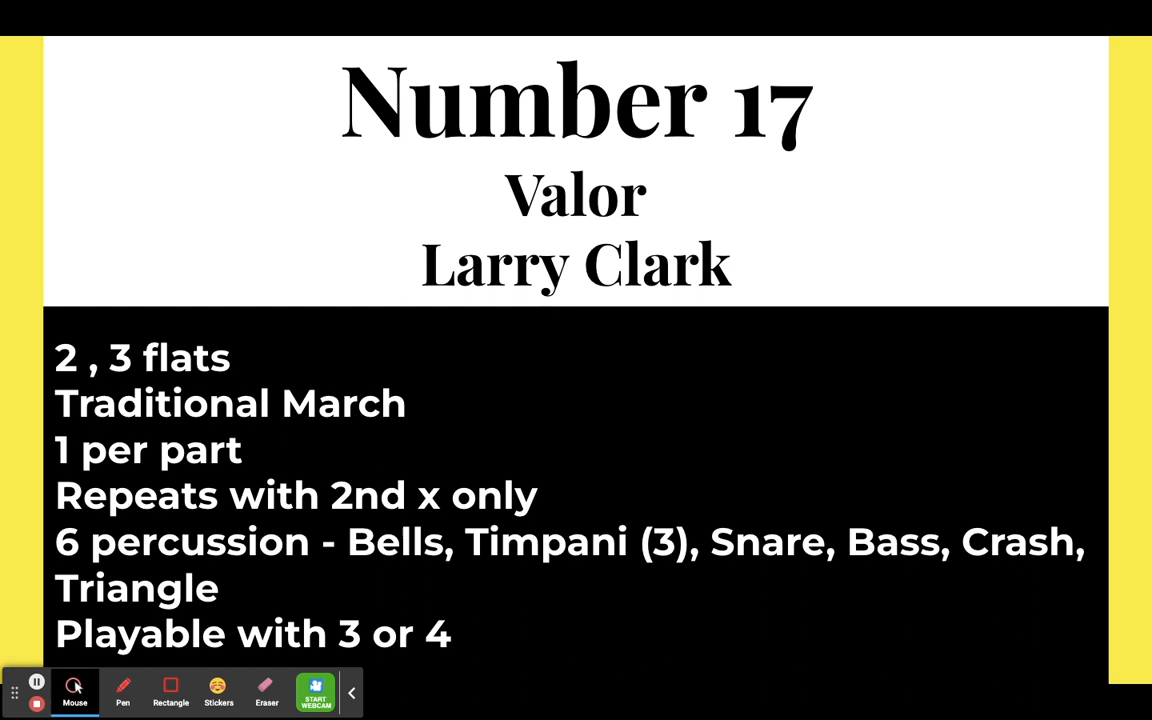 Number 17
Valor
Larry Clark
2 , 3 flats
Traditional March
1 per part
Repeats with 2nd x only
6 percussion - Bells, Timpani (3), Snare, Bass, Crash,
Triangle
Playable with 3 or 4
Mouse Pen Rectangle Stickers Eraser START WEBCAM